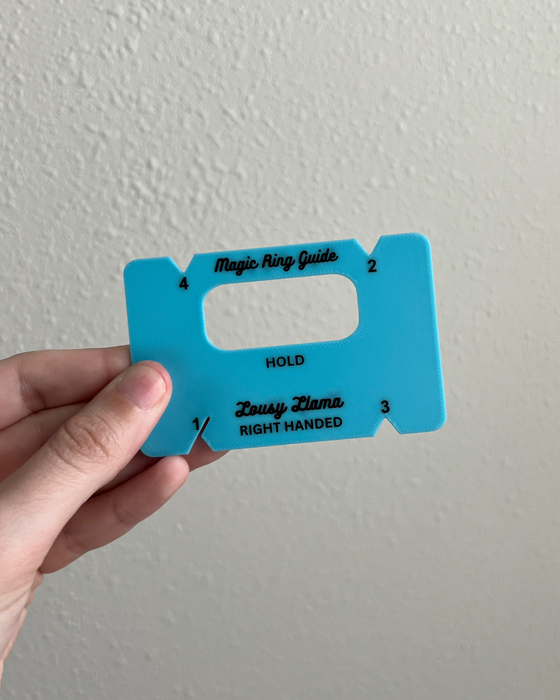 Magic Ring Guide
4
2
HOLD
Lousy Llama
1
3
RIGHT HANDED